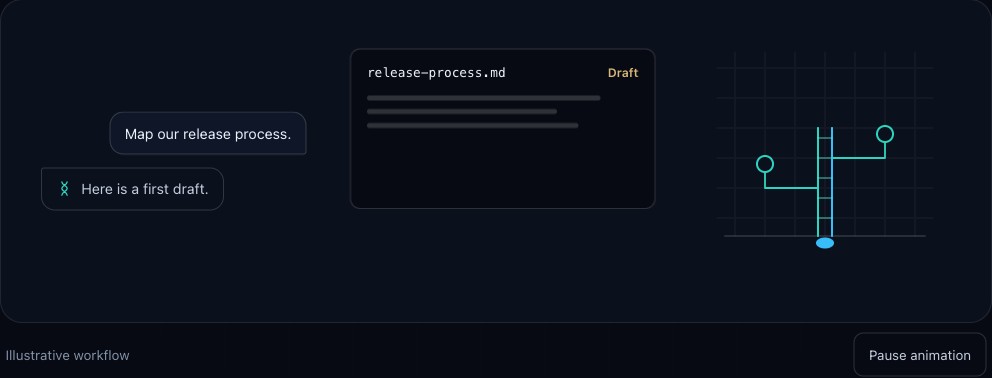 Map our release process.
Here is a first draft.
release-process.md
Draft
Illustrative workflow
Pause animation